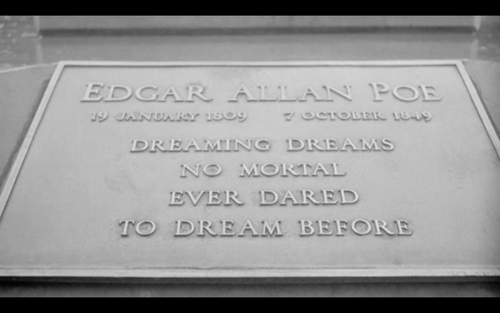 EDGAR ALLAN POE
19 JANUARY 1809 7 OCTOBER 1849
DREAMING DREAMS
NO MORTAL
EVER DARED
TO DREAM BEFORE